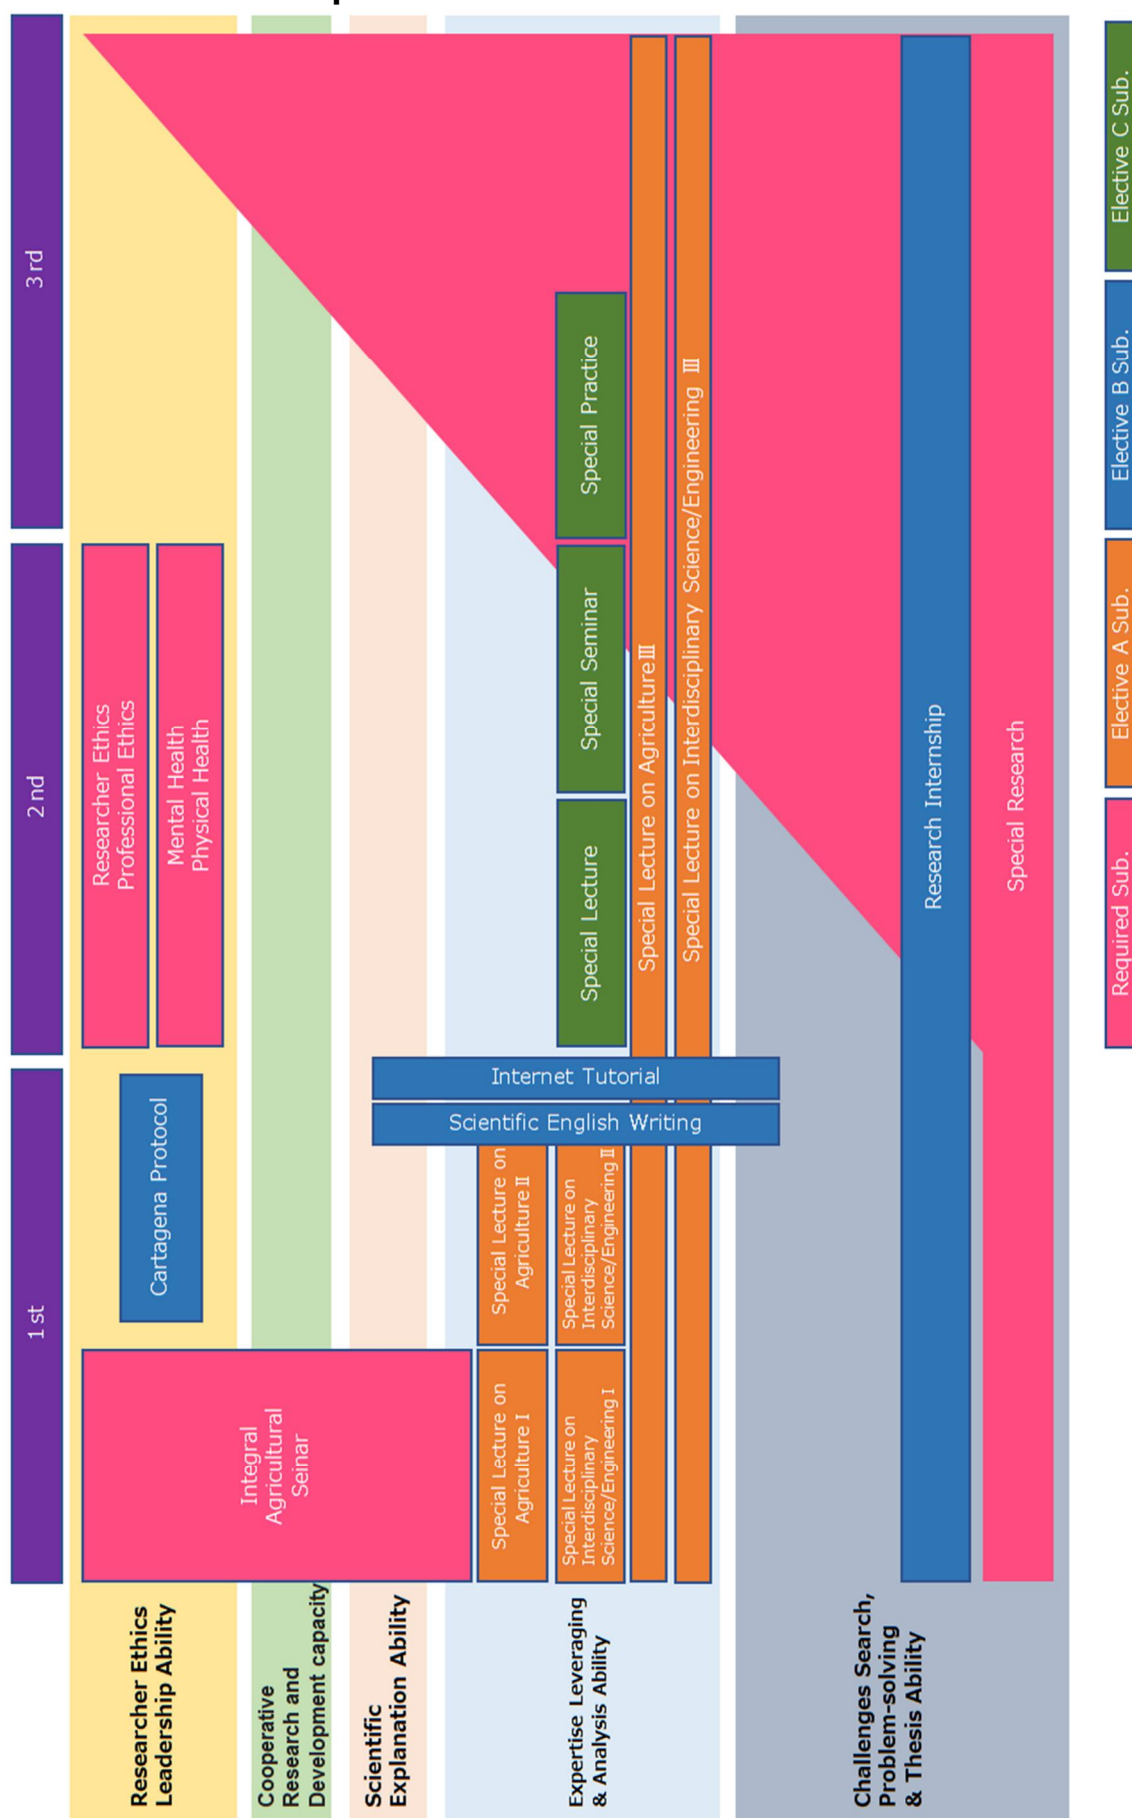 1st
2nd
3rd
Researcher Ethics
Leadership Ability
Integral
Agricultural
Seinar
Cartagena Protocol
Researcher Ethics
Professional Ethics
Mental Health
Physical Health
Cooperative
Research and
Development capacity
Scientific
Explanation Ability
Expertise Leveraging
& Analysis Ability
Special Lecture on
Agriculture Ⅰ
Special Lecture on
Agriculture Ⅱ
Special Lecture on
Interdisciplinary
Science/Engineering Ⅰ
Special Lecture on
Interdisciplinary
Science/Engineering Ⅱ
Scientific English Writing
Internet Tutorial
Special Lecture
Special Seminar
Special Practice
Special Lecture on Agriculture Ⅲ
Special Lecture on Interdisciplinary Science/Engineering Ⅲ
Challenges Search,
Problem-solving
& Thesis Ability
Research Internship
Special Research
Required Sub.
Elective A Sub.
Elective B Sub.
Elective C Sub.